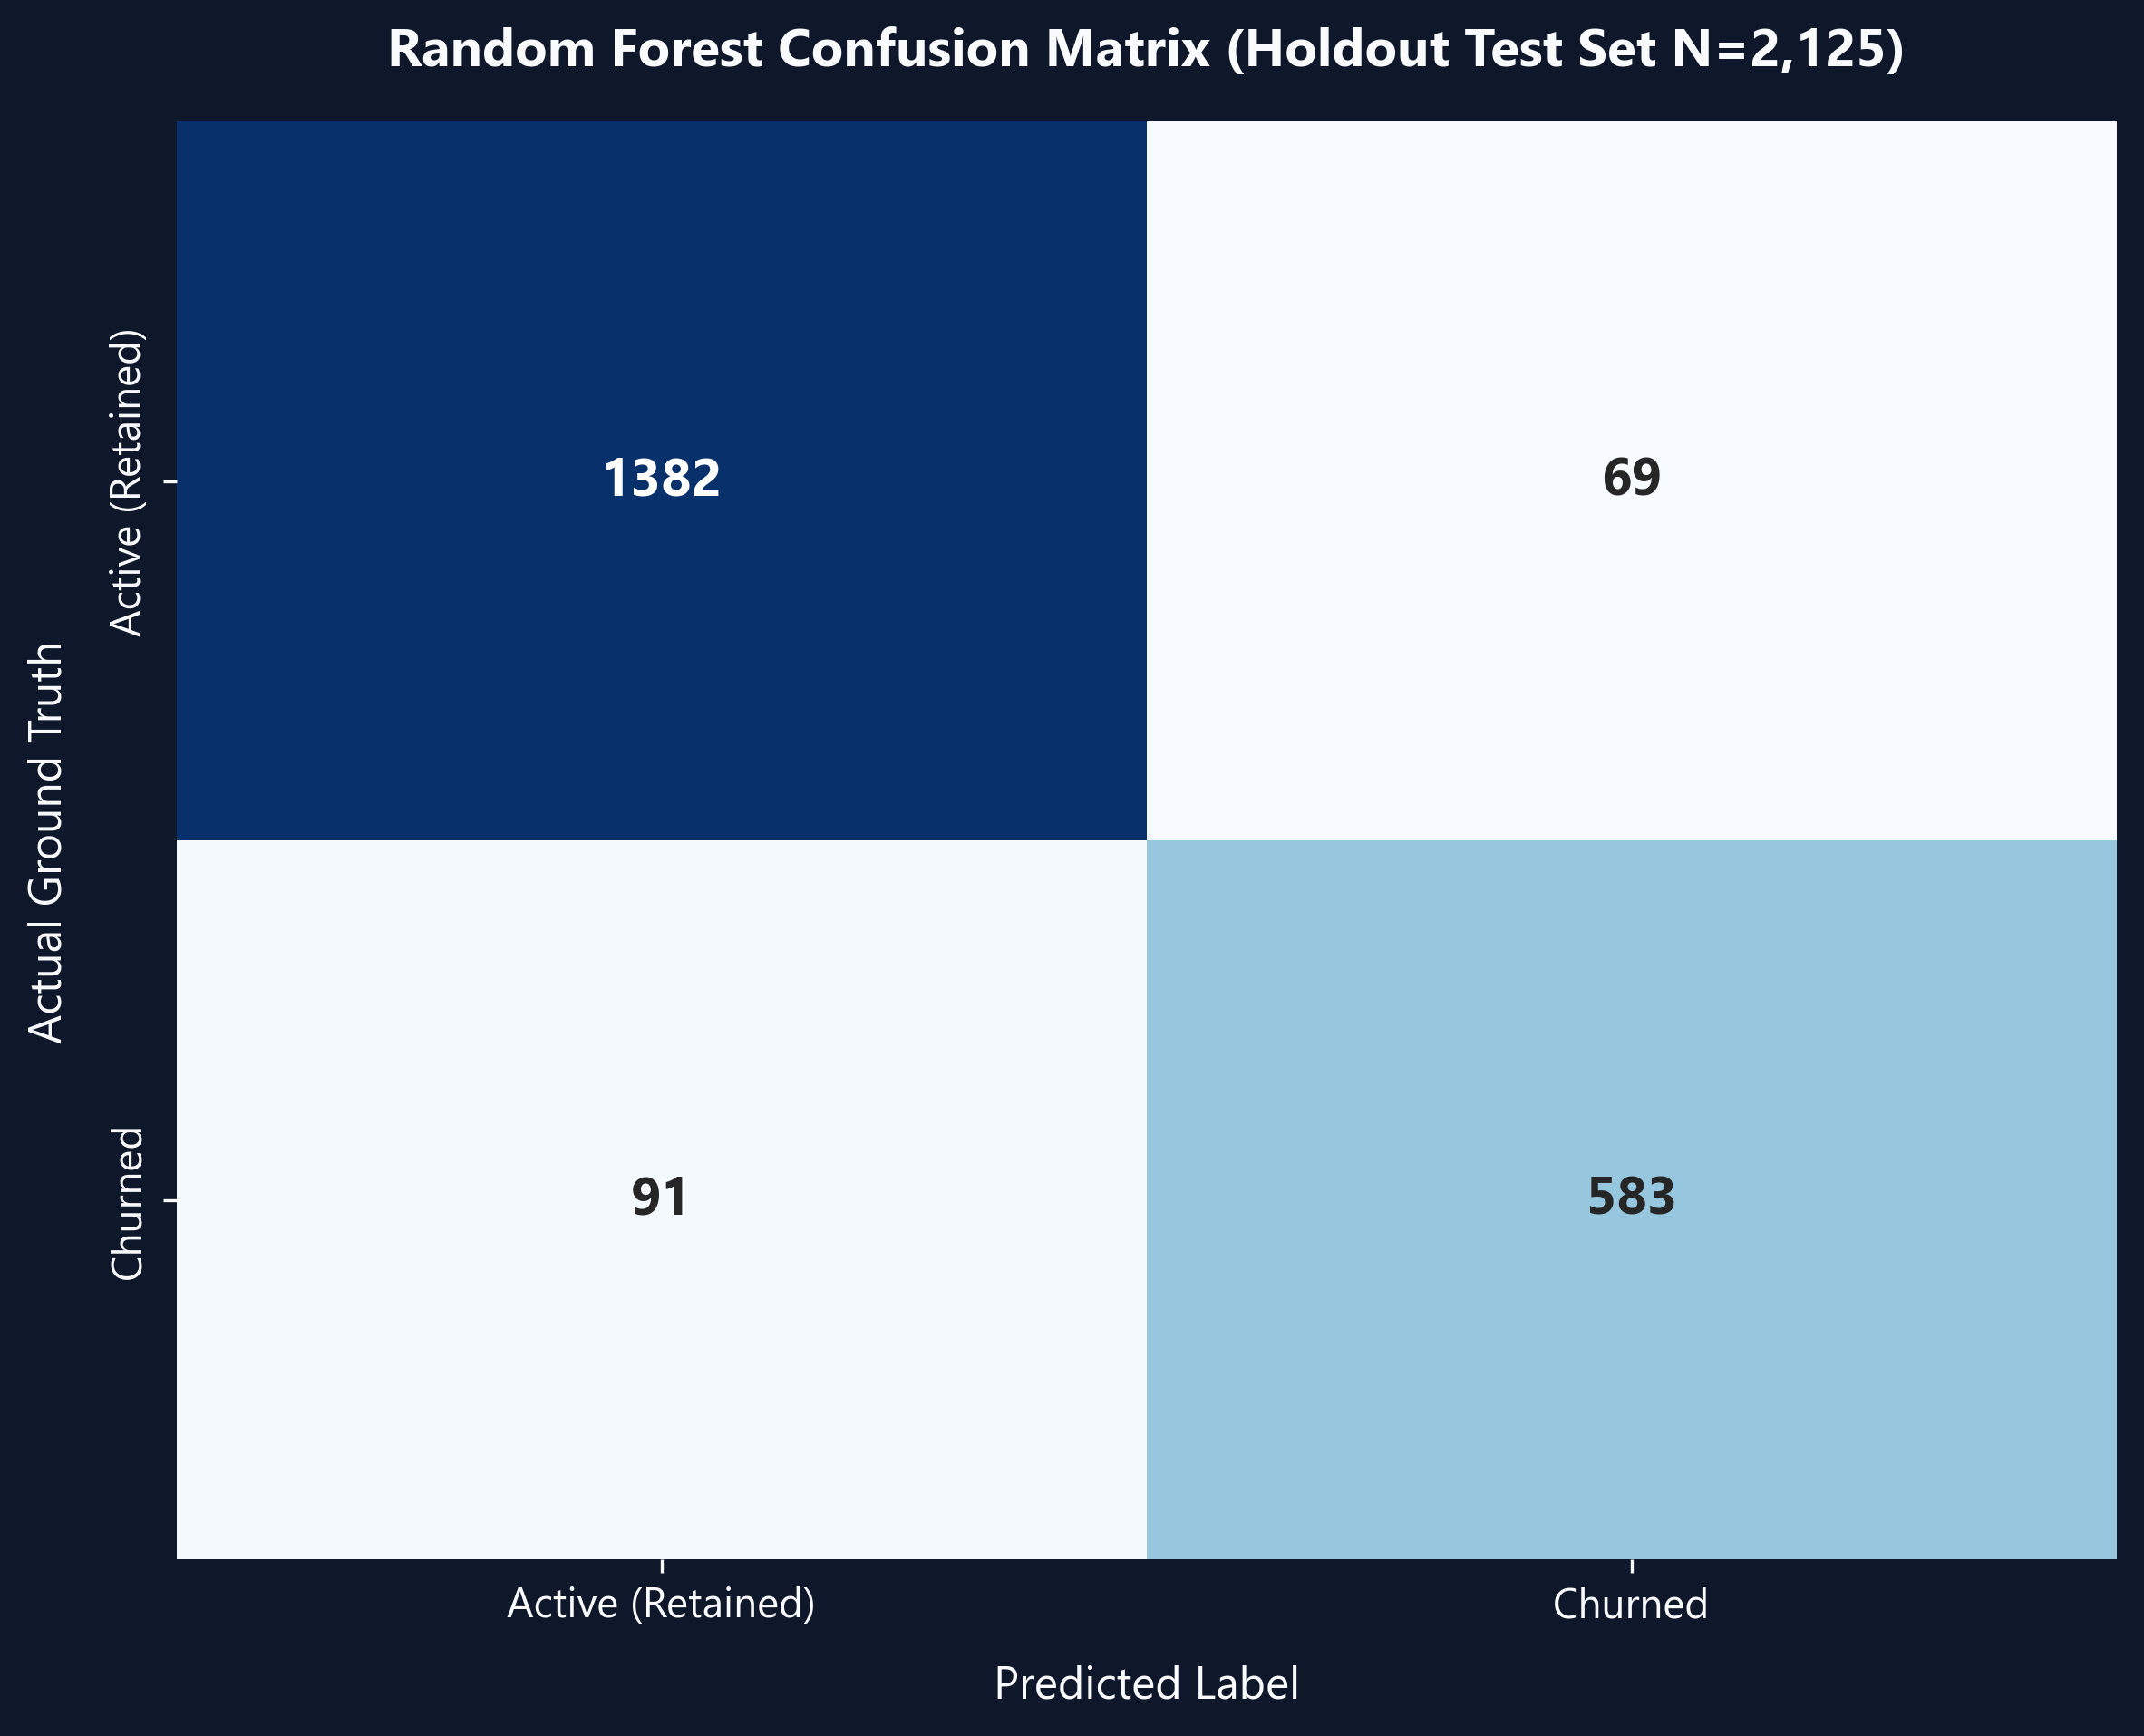 Random Forest Confusion Matrix (Holdout Test Set N=2,125)
Actual Ground Truth
Active (Retained)
1382
69
Churned
91
583
Active (Retained)
Churned
Predicted Label